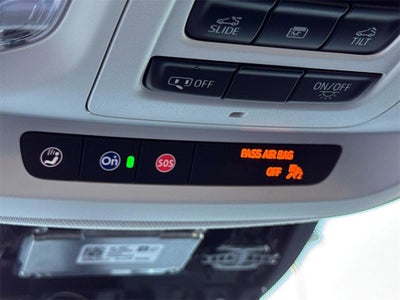 SLIDE
TILT
OFF
ON/OFF
On
SOS
PASS AIR BAG
OFF